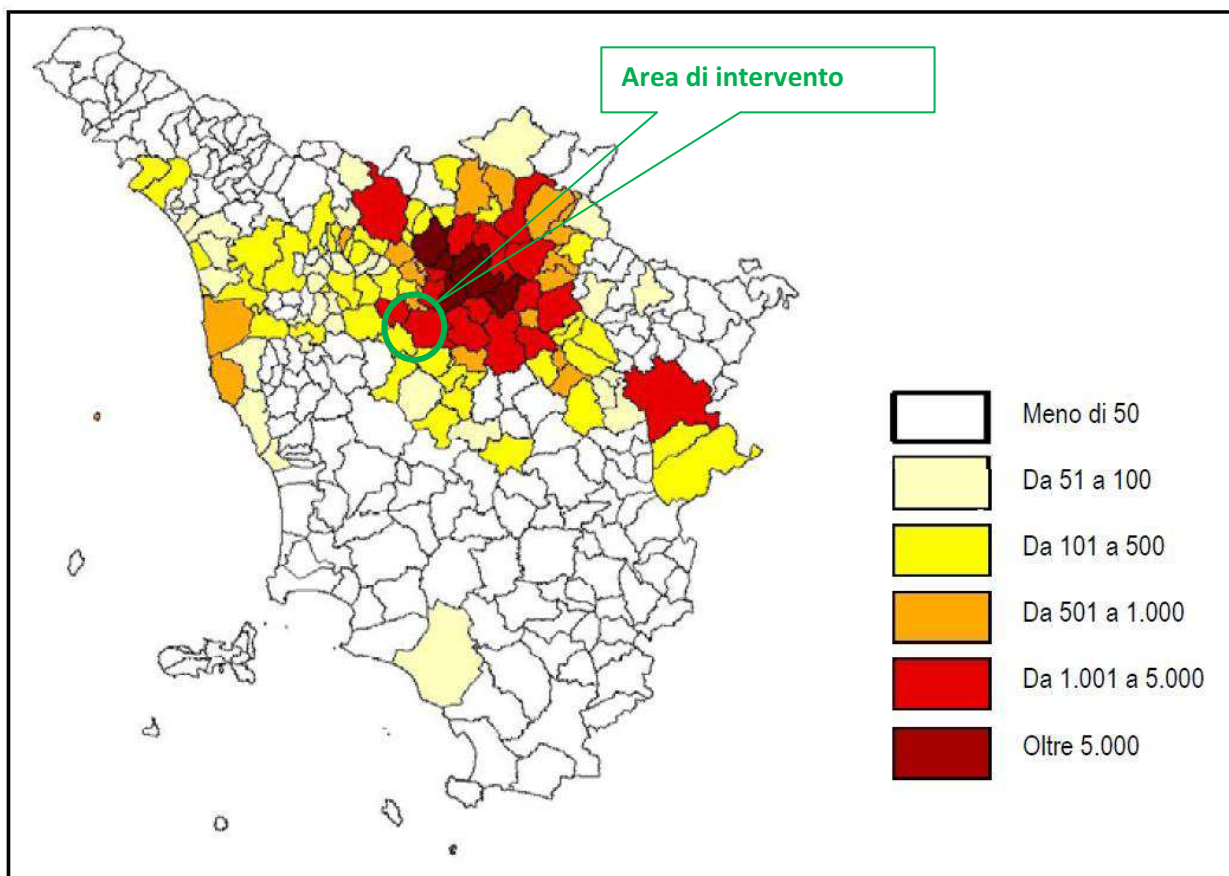 Area di intervento
Meno di 50
Da 51 a 100
Da 101 a 500
Da 501 a 1.000
Da 1.001 a 5.000
Oltre 5.000